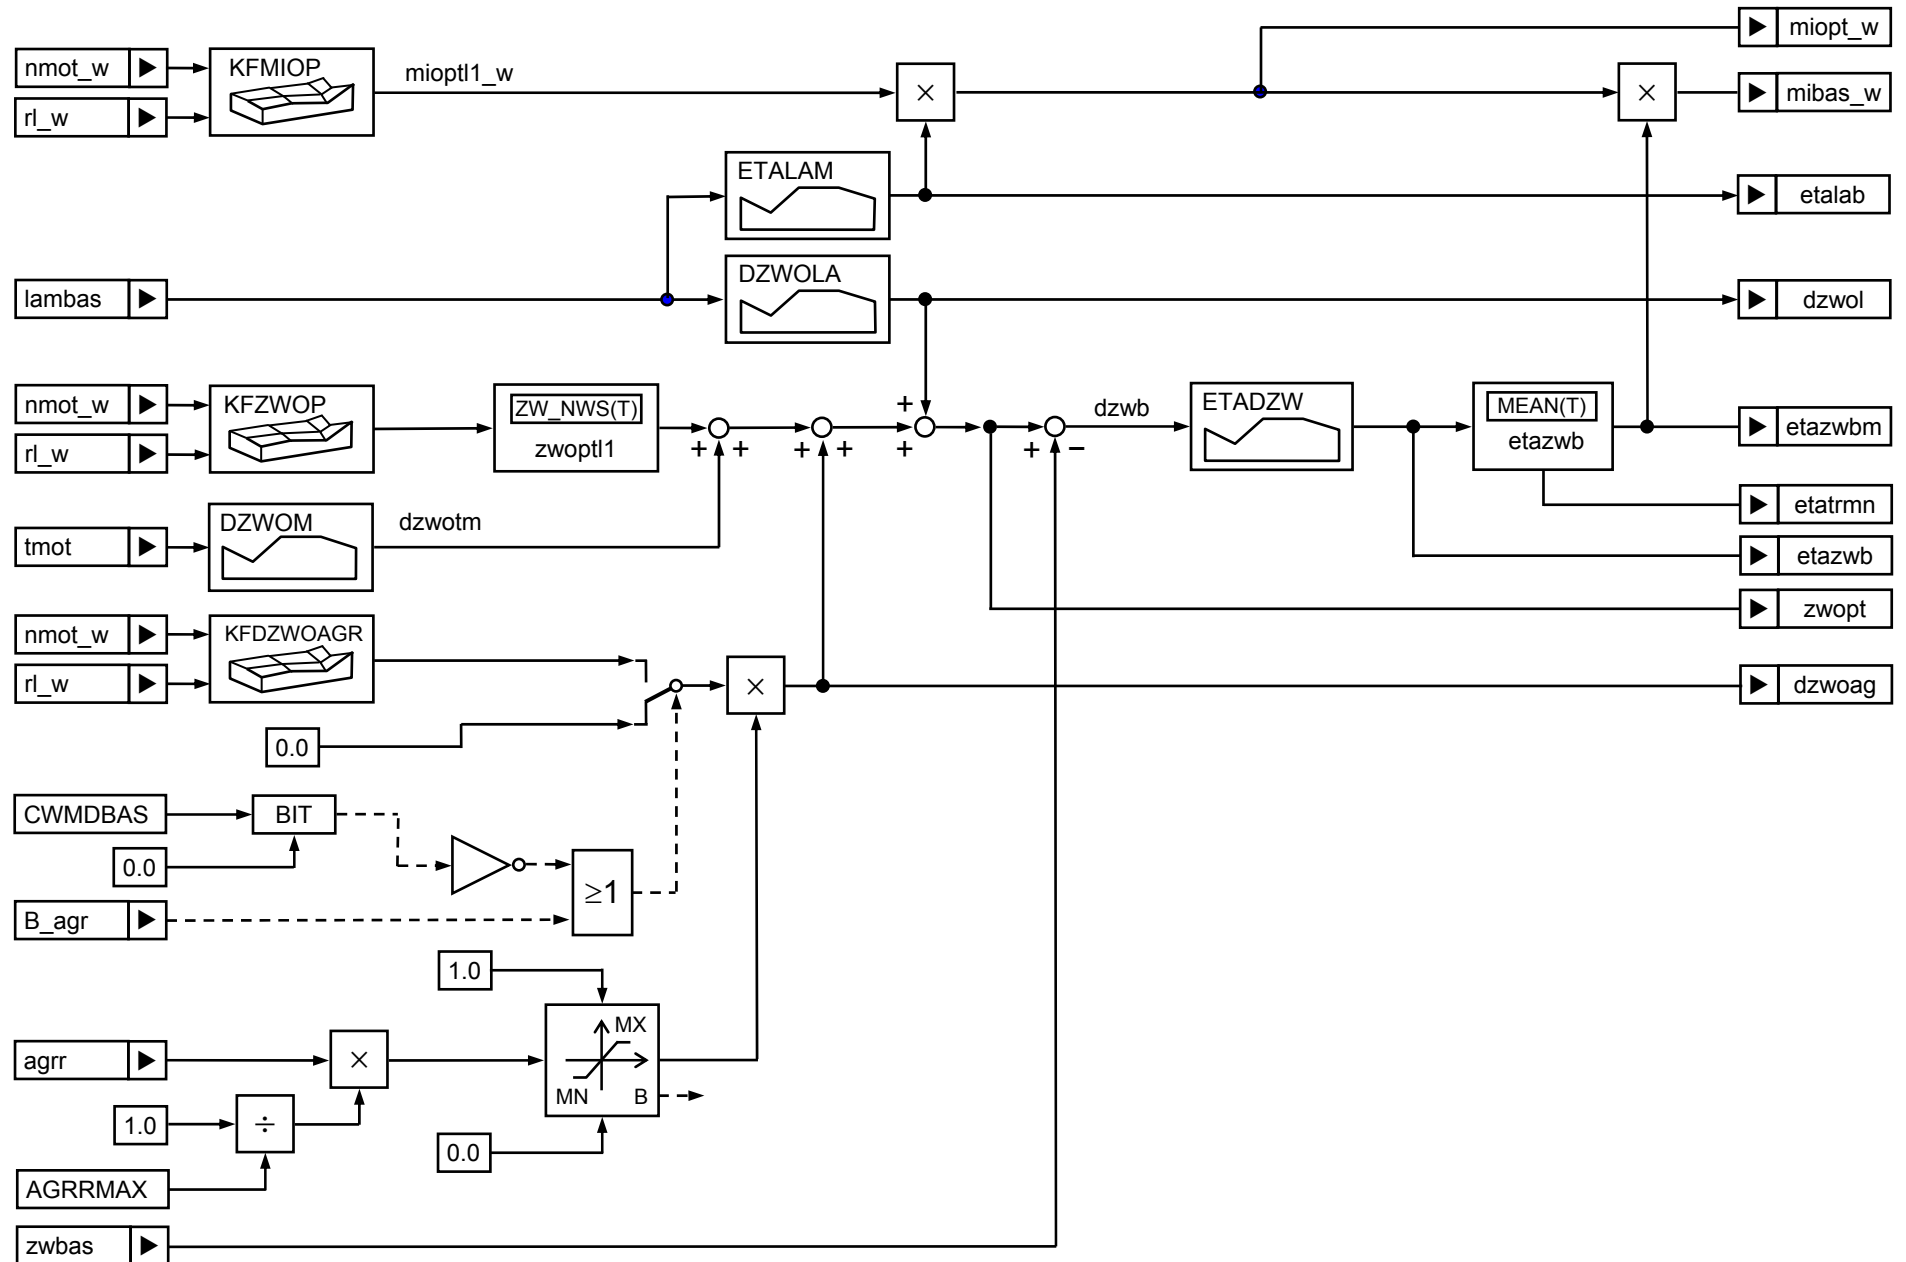 miopt_w
nmot_w
KFMIOP
mioptl1_w
×
×
mibas_w
rl_w
ETALAM
etalab
lambas
DZWOLA
dzwol
nmot_w
KFZWOP
ZW_NWS(T)
zwoptl1
+
dzwb
ETADZW
MEAN(T)
etazwb
etazwbm
rl_w
+ +
+ +
+
+ −
etatrmn
tmot
DZWOM
dzwotm
etazwb
zwopt
nmot_w
KFDZWOAGR
rl_w
×
dzwoag
0.0
CWMDBAS
BIT
0.0
≥1
B_agr
1.0
MX
agrr
×
MN
B
1.0
÷
0.0
AGRRMAX
zwbas